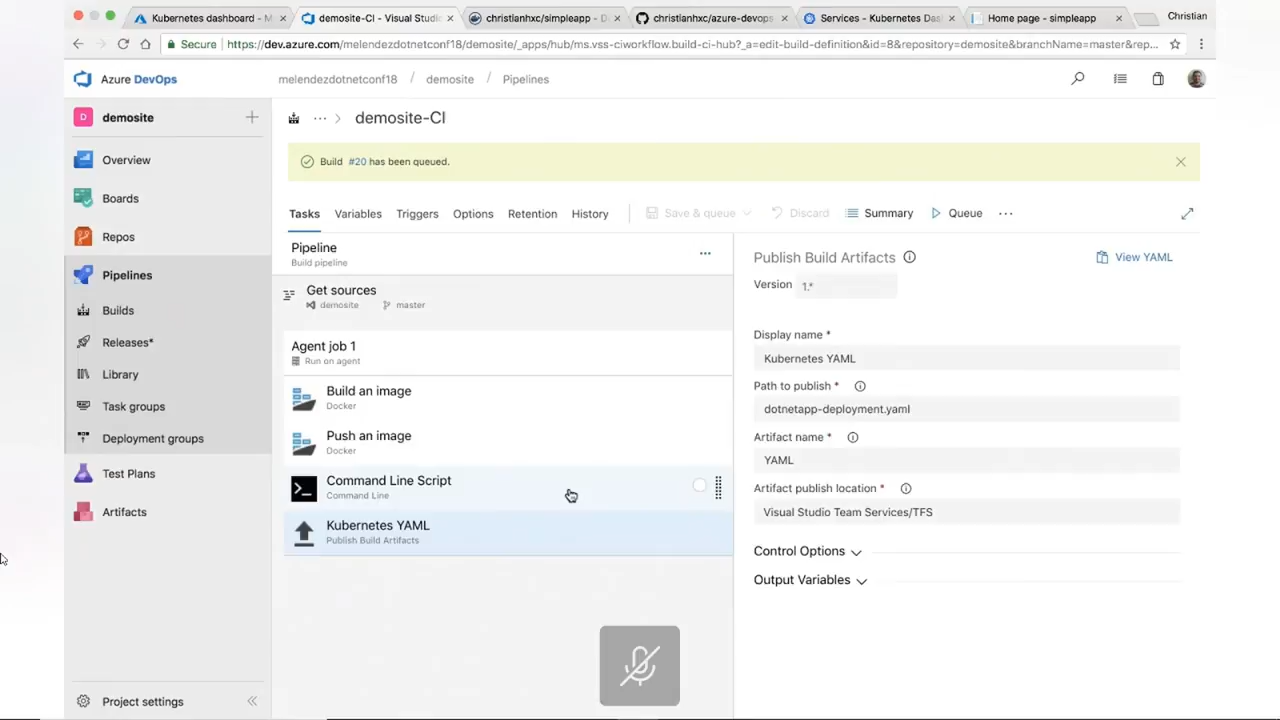 Kubernetes dashboard - M
demosite-CI - Visual Studio
christianhxc/simpleapp - D
christianhxc/azure-devops
Services - Kubernetes Das
Home page - simpleapp
Christian
Secure
https://dev.azure.com/melendezdotnetconf18/demosite/_apps/hub/ms.vss-ciworkflow.build-ci-hub?_a=edit-build-definition&id=8&repository=demosite&branchName=master&rep...
Azure DevOps
melendezdotnetconf18 / demosite / Pipelines
D demosite
Overview
Boards
Repos
Pipelines
Builds
Releases*
Library
Task groups
Deployment groups
Test Plans
Artifacts
Project settings
... > demosite-CI
Build #20 has been queued.
Tasks Variables Triggers Options Retention History
Save & queue Discard Summary Queue ...
Pipeline
Build pipeline
Get sources
demosite master
Agent job 1
Run on agent
Build an image
Docker
Push an image
Docker
Command Line Script
Command Line
Kubernetes YAML
Publish Build Artifacts
Publish Build Artifacts
View YAML
Version 1.*
Display name *
Kubernetes YAML
Path to publish *
dotnetapp-deployment.yaml
Artifact name *
YAML
Artifact publish location *
Visual Studio Team Services/TFS
Control Options
Output Variables